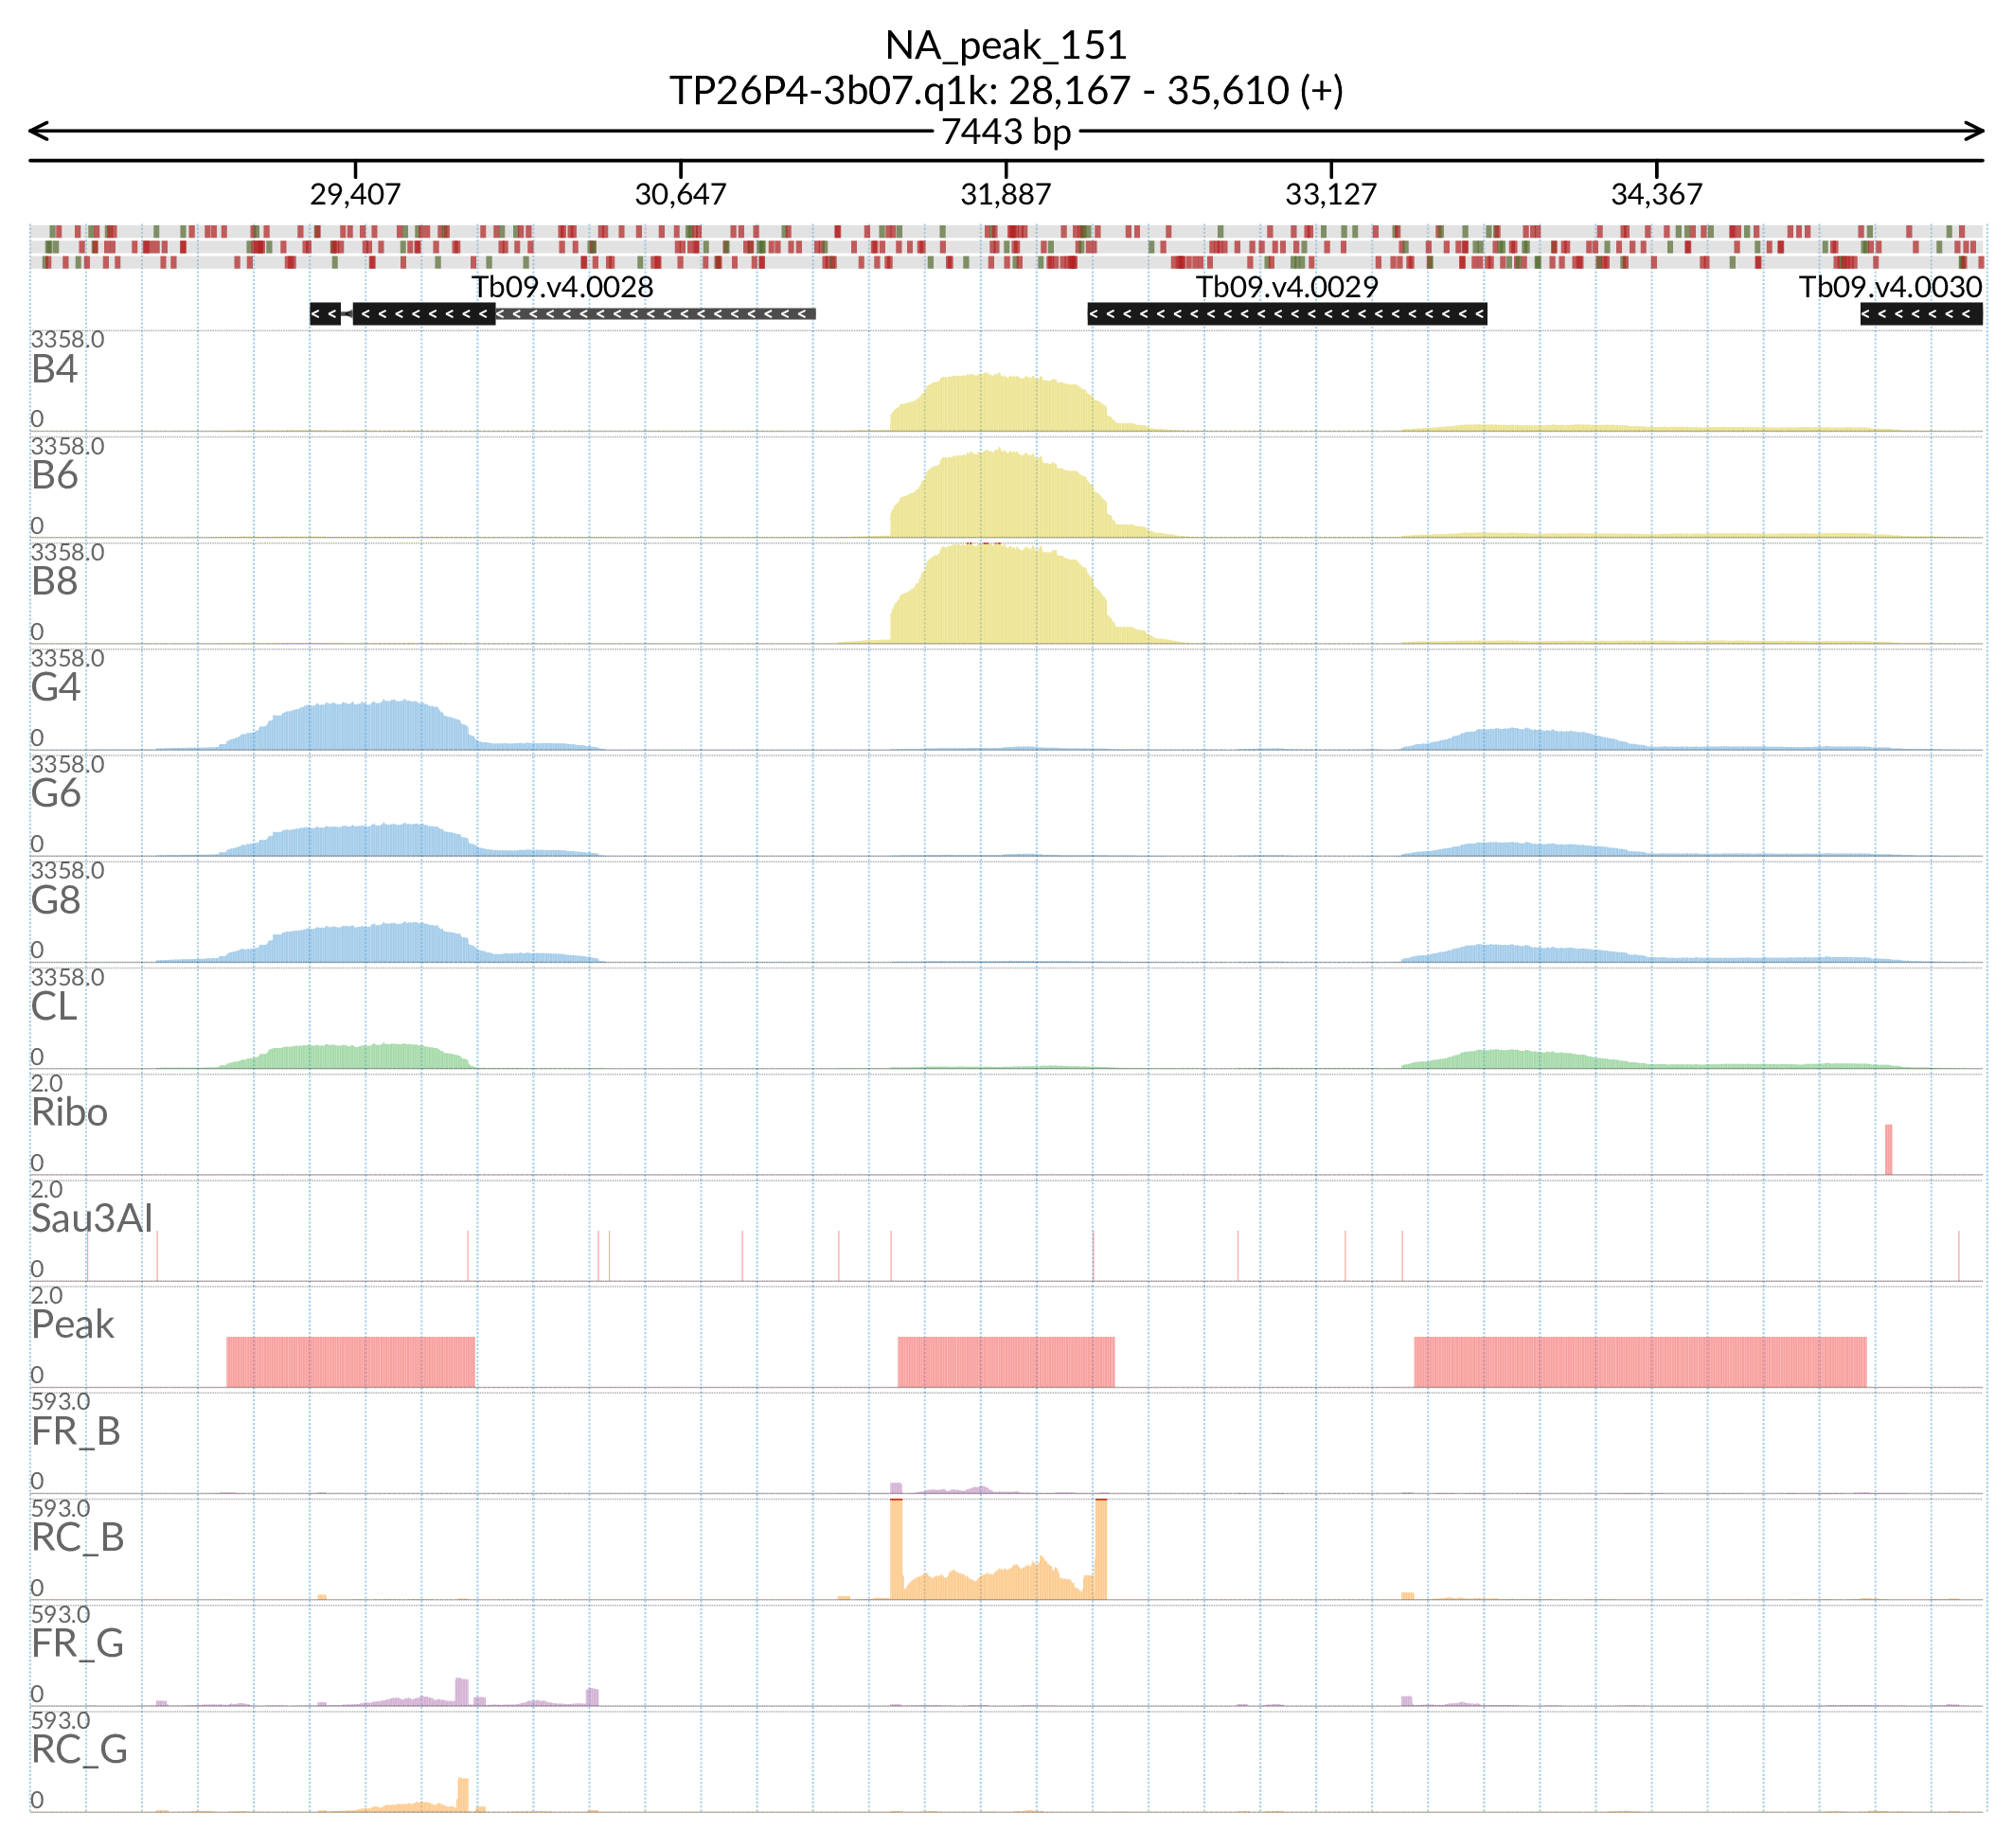 NA_peak_151
TP26P4-3b07.q1k: 28,167 - 35,610 (+)
7443 bp
29,407 30,647 31,887 33,127 34,367
Tb09.v4.0028 Tb09.v4.0029 Tb09.v4.0030
3358.0
B4
0
3358.0
B6
0
3358.0
B8
0
3358.0
G4
0
3358.0
G6
0
3358.0
G8
0
3358.0
CL
0
2.0
Ribo
0
2.0
Sau3AI
0
2.0
Peak
0
593.0
FR_B
0
593.0
RC_B
0
593.0
FR_G
0
593.0
RC_G
0